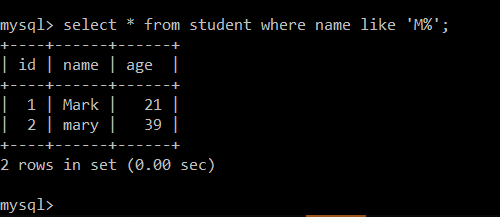 mysql> select * from student where name like 'M%';
+----+------+------+
| id | name | age  |
+----+------+------+
|  1 | Mark |   21 |
|  2 | mary |   39 |
+----+------+------+
2 rows in set (0.00 sec)
mysql>